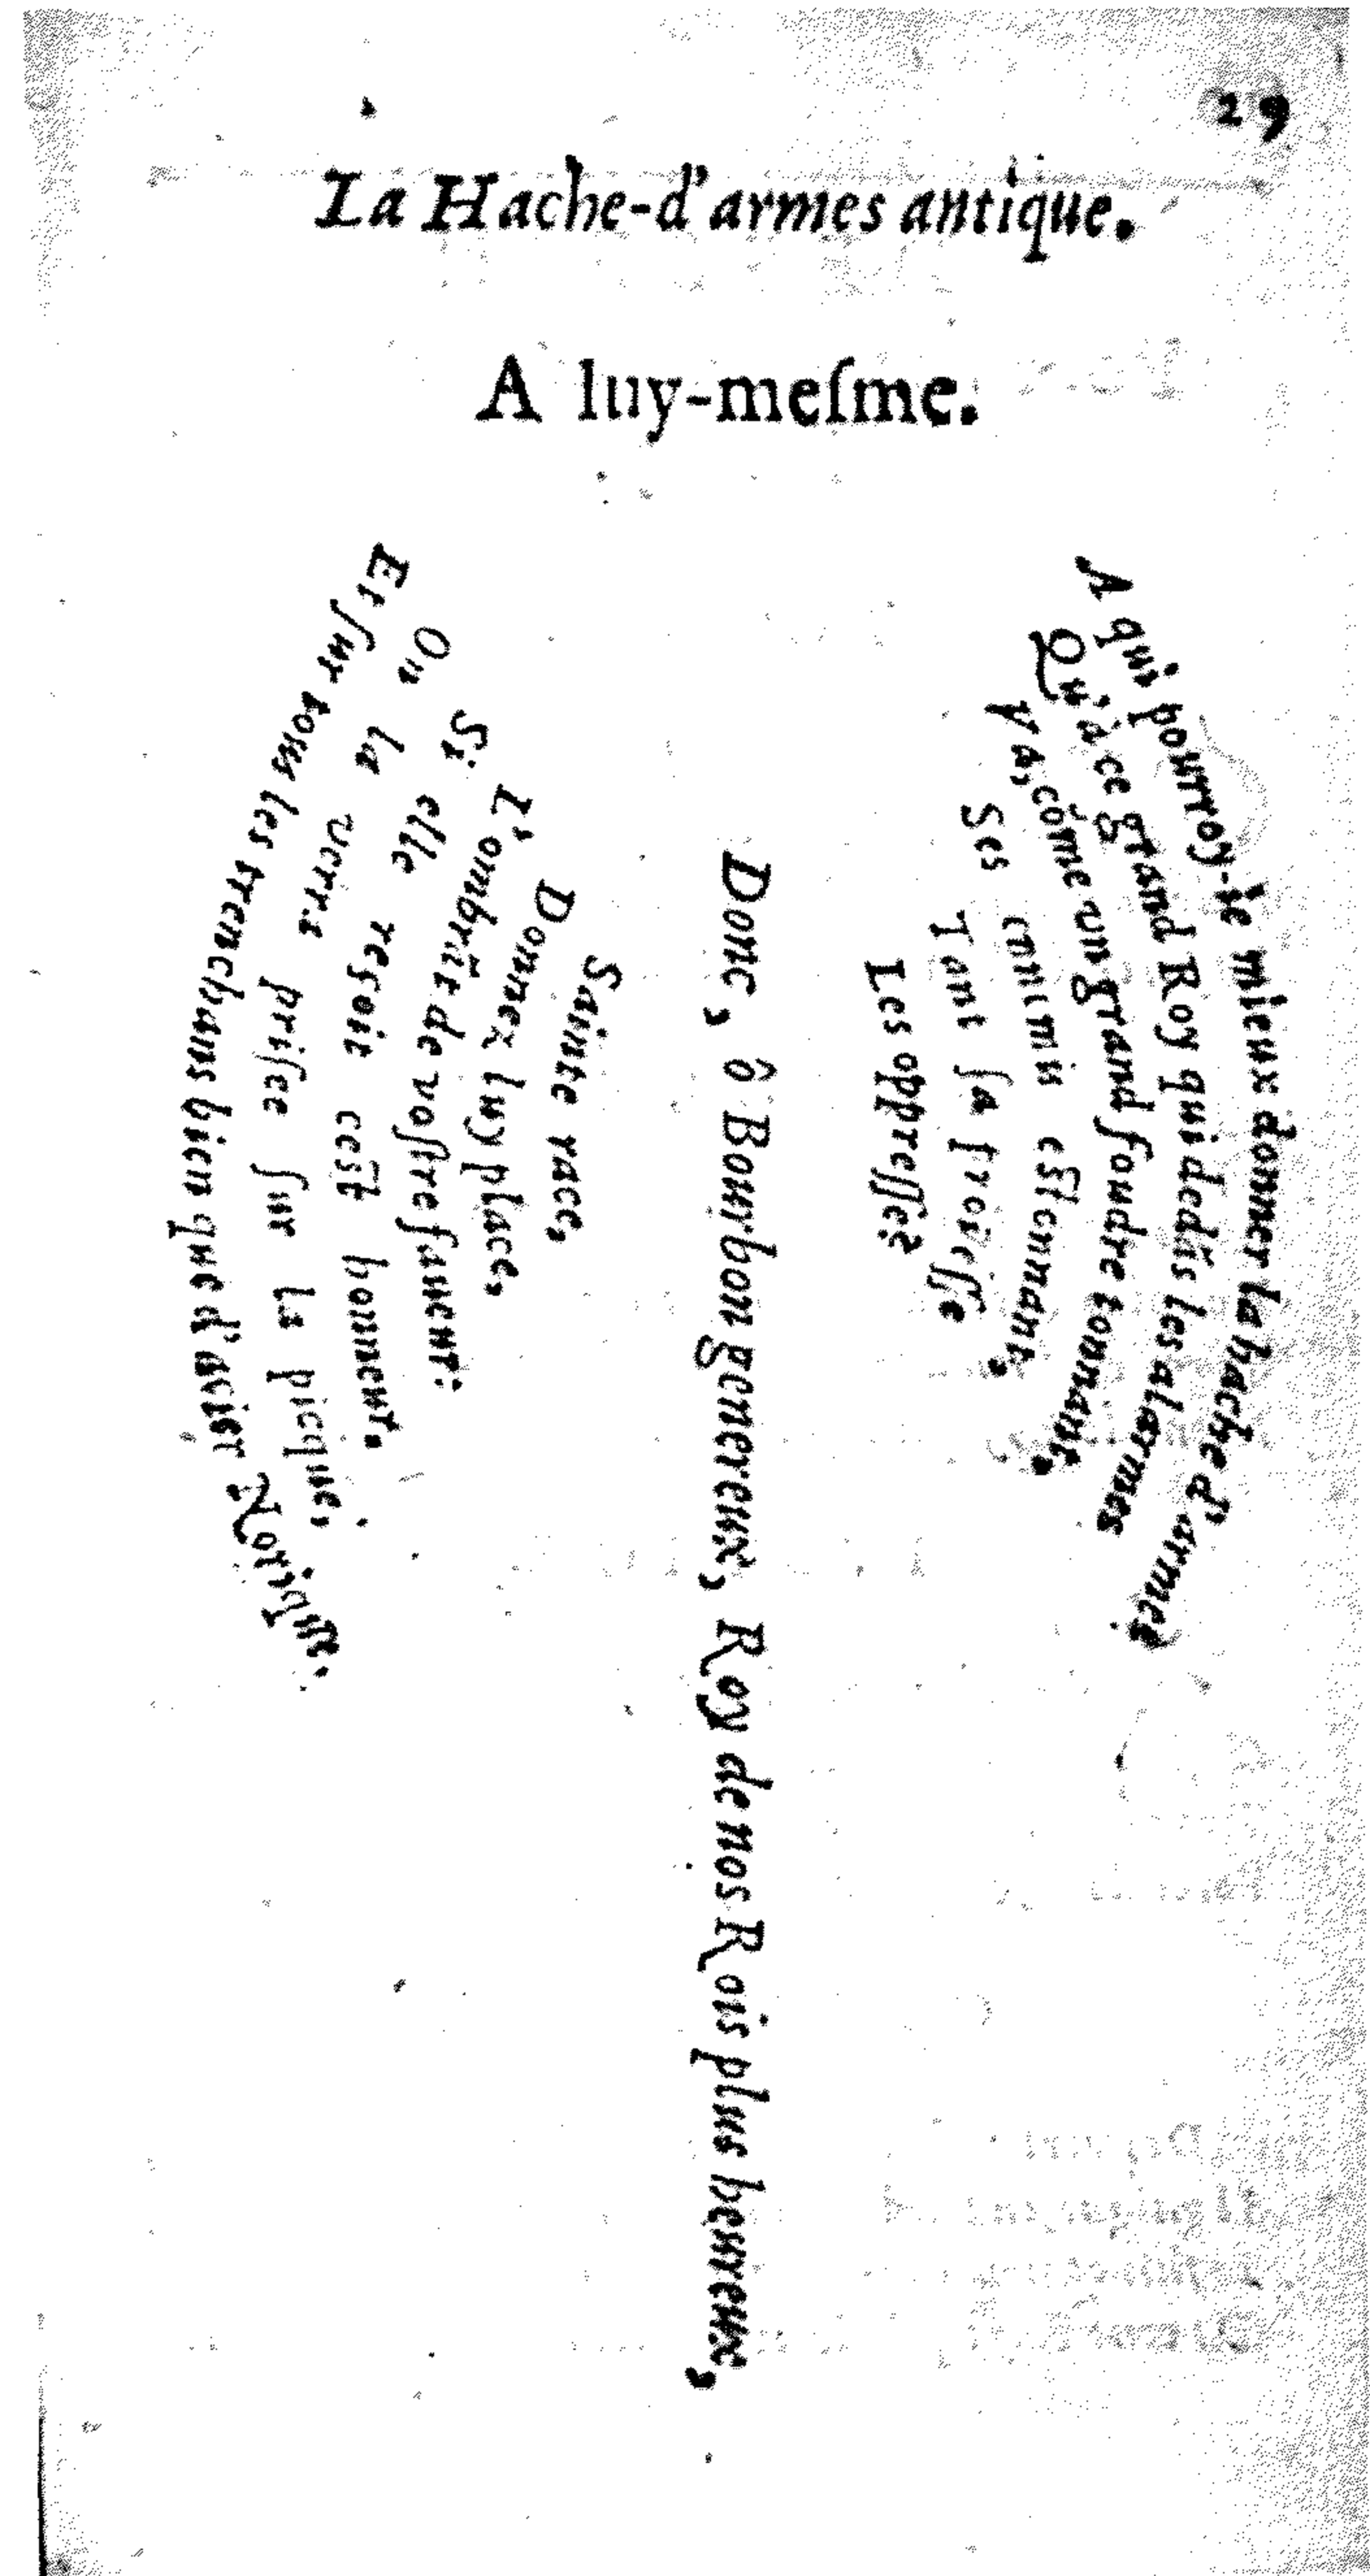 29
La Hache-d'armes antique.
A luy-meſme.
A qui pourroy-ie mieux donner la hache d'armes
Qu'à ce grand Roy qui dedãs les alarmes
Va, cõme un grand foudre tonnant,
Ses ennemis eſtonnant,
Tant ſa proüeſſe
Les oppreſſe?
Donc, ô Bourbon genereux, Roy de nos Rois plus heureux,
Sainte race,
Donnez luy place,
L'ombrãt de voſtre faueur:
Si elle reçoit ceſt honneur,
On la verra priſee ſur la picque,
Et ſur tous les trenchans bien que d'acier Norique.